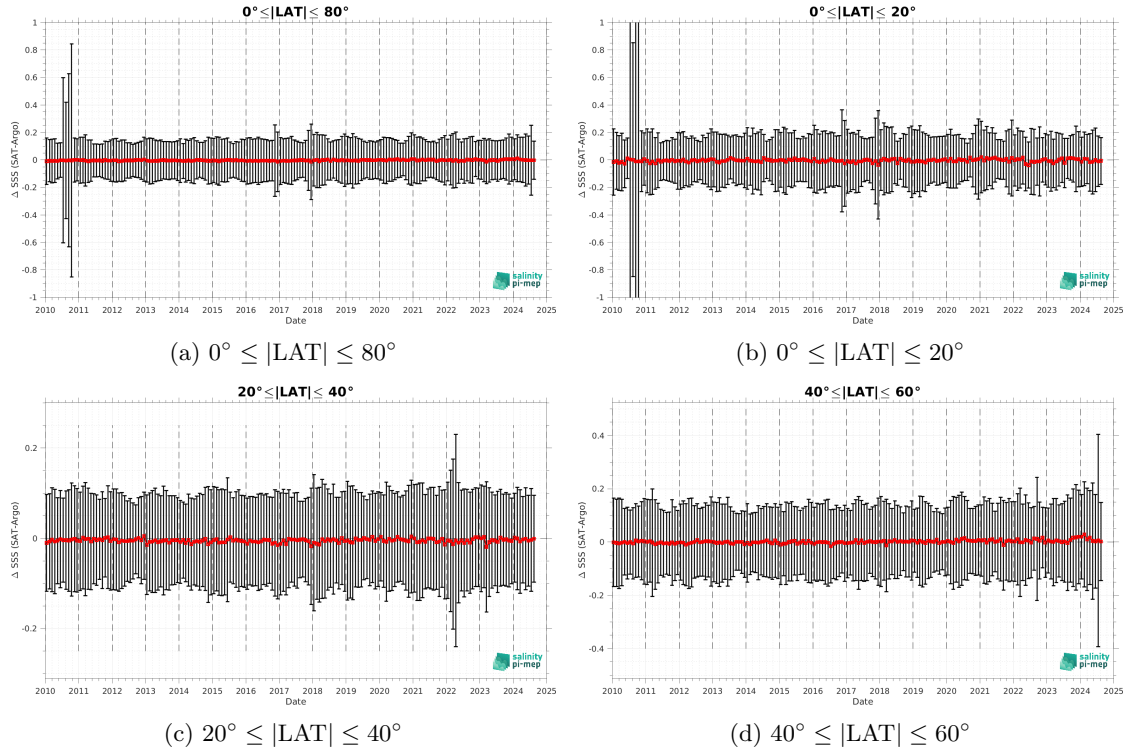 0°≤|LAT|≤ 80°
Δ SSS (SAT-Argo)
1
0.8
0.6
0.4
0.2
0
-0.2
-0.4
-0.6
-0.8
-1
2010 2011 2012 2013 2014 2015 2016 2017 2018 2019 2020 2021 2022 2023 2024 2025
Date
salinity
pi-mep
(a) 0° ≤ |LAT| ≤ 80°
0°≤|LAT|≤ 20°
Δ SSS (SAT-Argo)
1
0.8
0.6
0.4
0.2
0
-0.2
-0.4
-0.6
-0.8
-1
2010 2011 2012 2013 2014 2015 2016 2017 2018 2019 2020 2021 2022 2023 2024 2025
Date
salinity
pi-mep
(b) 0° ≤ |LAT| ≤ 20°
20°≤|LAT|≤ 40°
Δ SSS (SAT-Argo)
0.2
0
-0.2
2010 2011 2012 2013 2014 2015 2016 2017 2018 2019 2020 2021 2022 2023 2024 2025
Date
salinity
pi-mep
(c) 20° ≤ |LAT| ≤ 40°
40°≤|LAT|≤ 60°
Δ SSS (SAT-Argo)
0.4
0.2
0
-0.2
-0.4
2010 2011 2012 2013 2014 2015 2016 2017 2018 2019 2020 2021 2022 2023 2024 2025
Date
salinity
pi-mep
(d) 40° ≤ |LAT| ≤ 60°